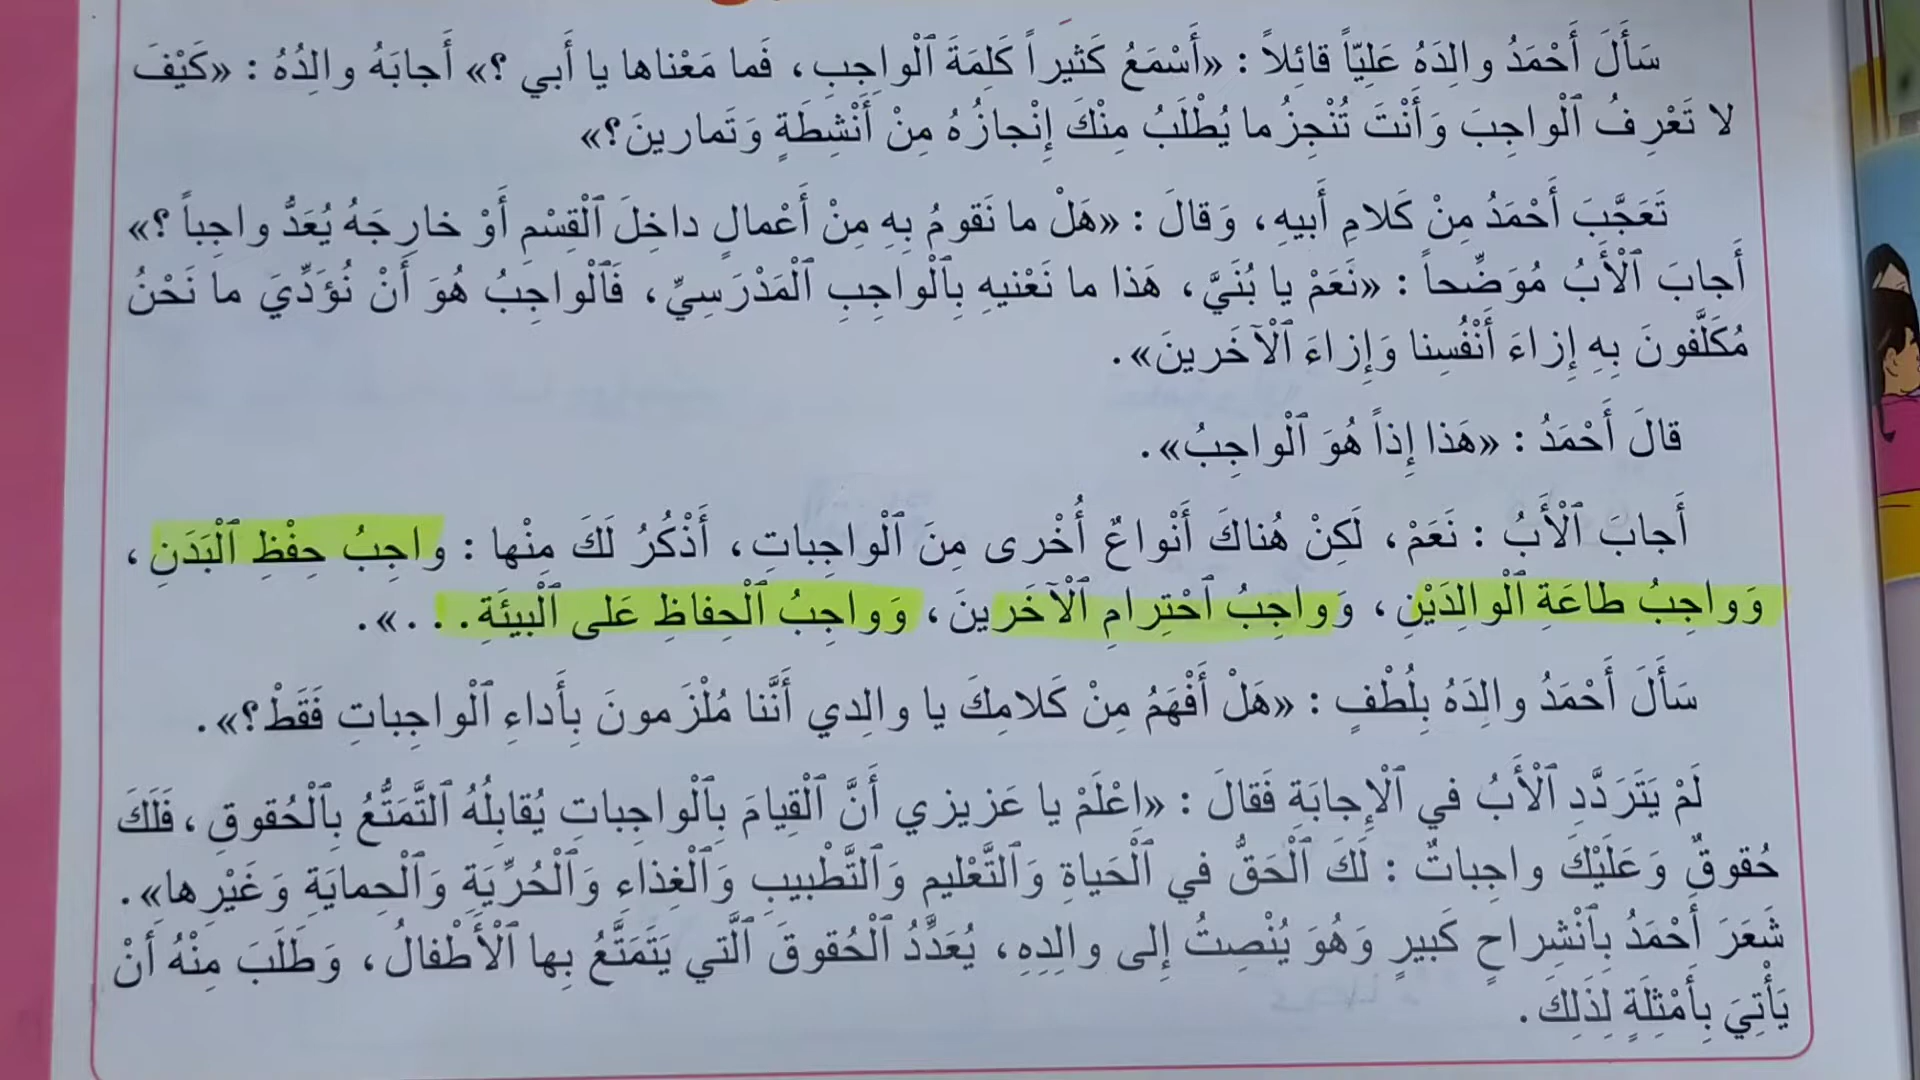 سَأَلَ أَحْمَدُ والِدَهُ عَلِيّاً قائِلاً : «أَسْمَعُ كَثيراً كَلِمَةَ ٱلْواجِبِ، فَما مَعْناها يا أَبي ؟» أَجابَهُ والِدُهُ : «كَيْفَ
لا تَعْرِفُ ٱلْواجِبَ وَأَنْتَ تُنْجِزُ ما يُطْلَبُ مِنْكَ إِنْجازُهُ مِنْ أَنْشِطَةٍ وَتَمارينَ؟»
تَعَجَّبَ أَحْمَدُ مِنْ كَلامِ أَبيهِ، وَقالَ : «هَلْ ما نَقومُ بِهِ مِنْ أَعْمالٍ داخِلَ ٱلْقِسْمِ أَوْ خارِجَهُ يُعَدُّ واجِباً ؟»
أَجابَ ٱلْأَبُ مُوَضِّحاً : «نَعَمْ يا بُنَيَّ، هَذا ما نَعْنيهِ بِٱلْواجِبِ ٱلْمَدْرَسِيِّ، فَٱلْواجِبُ هُوَ أَنْ نُؤَدِّيَ ما نَحْنُ
مُكَلَّفونَ بِهِ إِزاءَ أَنْفُسِنا وَإِزاءَ ٱلْآخَرينَ».
قالَ أَحْمَدُ : «هَذا إِذاً هُوَ ٱلْواجِبُ».
أَجابَ ٱلْأَبُ : نَعَمْ، لَكِنْ هُناكَ أَنْواعٌ أُخْرى مِنَ ٱلْواجِباتِ، أَذْكُرُ لَكَ مِنْها : واجِبُ حِفْظِ ٱلْبَدَنِ،
وَواجِبُ طاعَةِ ٱلْوالِدَيْنِ، وَواجِبُ ٱحْتِرامِ ٱلْآخَرينَ، وَواجِبُ ٱلْحِفاظِ عَلى ٱلْبيئَةِ...».
سَأَلَ أَحْمَدُ والِدَهُ بِلُطْفٍ : «هَلْ أَفْهَمُ مِنْ كَلامِكَ يا والِدي أَنَّنا مُلْزَمونَ بِأَداءِ ٱلْواجِباتِ فَقَطْ؟».
لَمْ يَتَرَدَّدِ ٱلْأَبُ في ٱلْإِجابَةِ فَقالَ : «اعْلَمْ يا عَزيزي أَنَّ ٱلْقِيامَ بِٱلْواجِباتِ يُقابِلُهُ ٱلتَّمَتُّعُ بِٱلْحُقوقِ، فَلَكَ
حُقوقٌ وَعَلَيْكَ واجِباتٌ : لَكَ ٱلْحَقُّ في ٱلْحَياةِ وَٱلتَّعْليمِ وَٱلتَّطْبيبِ وَٱلْغِذاءِ وَٱلْحُرِّيَةِ وَٱلْحِمايَةِ وَغَيْرِها».
شَعَرَ أَحْمَدُ بِٱنْشِراحٍ كَبيرٍ وَهُوَ يُنْصِتُ إِلى والِدِهِ، يُعَدِّدُ ٱلْحُقوقَ ٱلَّتي يَتَمَتَّعُ بِها ٱلْأَطْفالُ، وَطَلَبَ مِنْهُ أَنْ
يَأْتِيَ بِأَمْثِلَةٍ لِذَلِكَ.